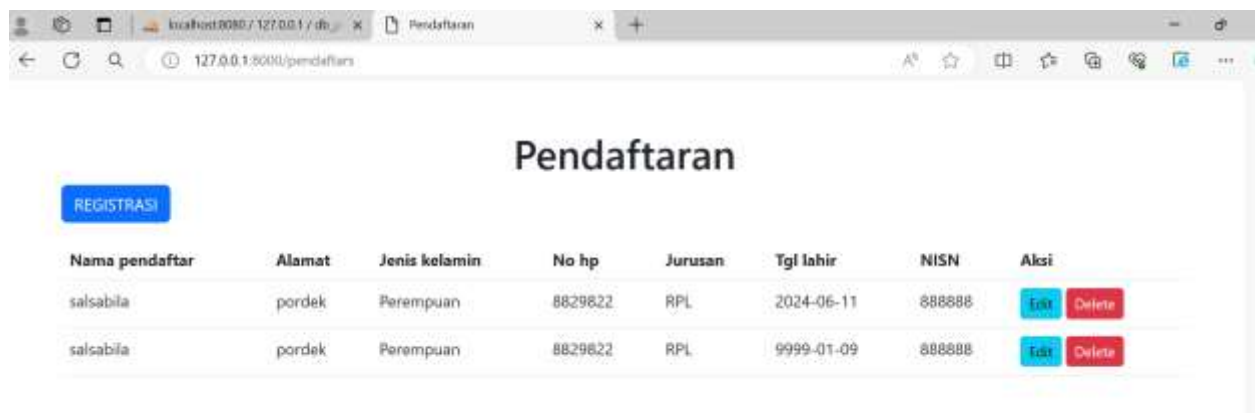 localhost:8080 / 127.0.0.1 / db_ Pendaftaran
127.0.0.1:8000/pendaftars
Pendaftaran
REGISTRASI
Nama pendaftar Alamat Jenis kelamin No hp Jurusan Tgl lahir NISN Aksi
salsabila pordek Perempuan 8829822 RPL 2024-06-11 888888 Edit Delete
salsabila pordek Perempuan 8829822 RPL 9999-01-09 888888 Edit Delete